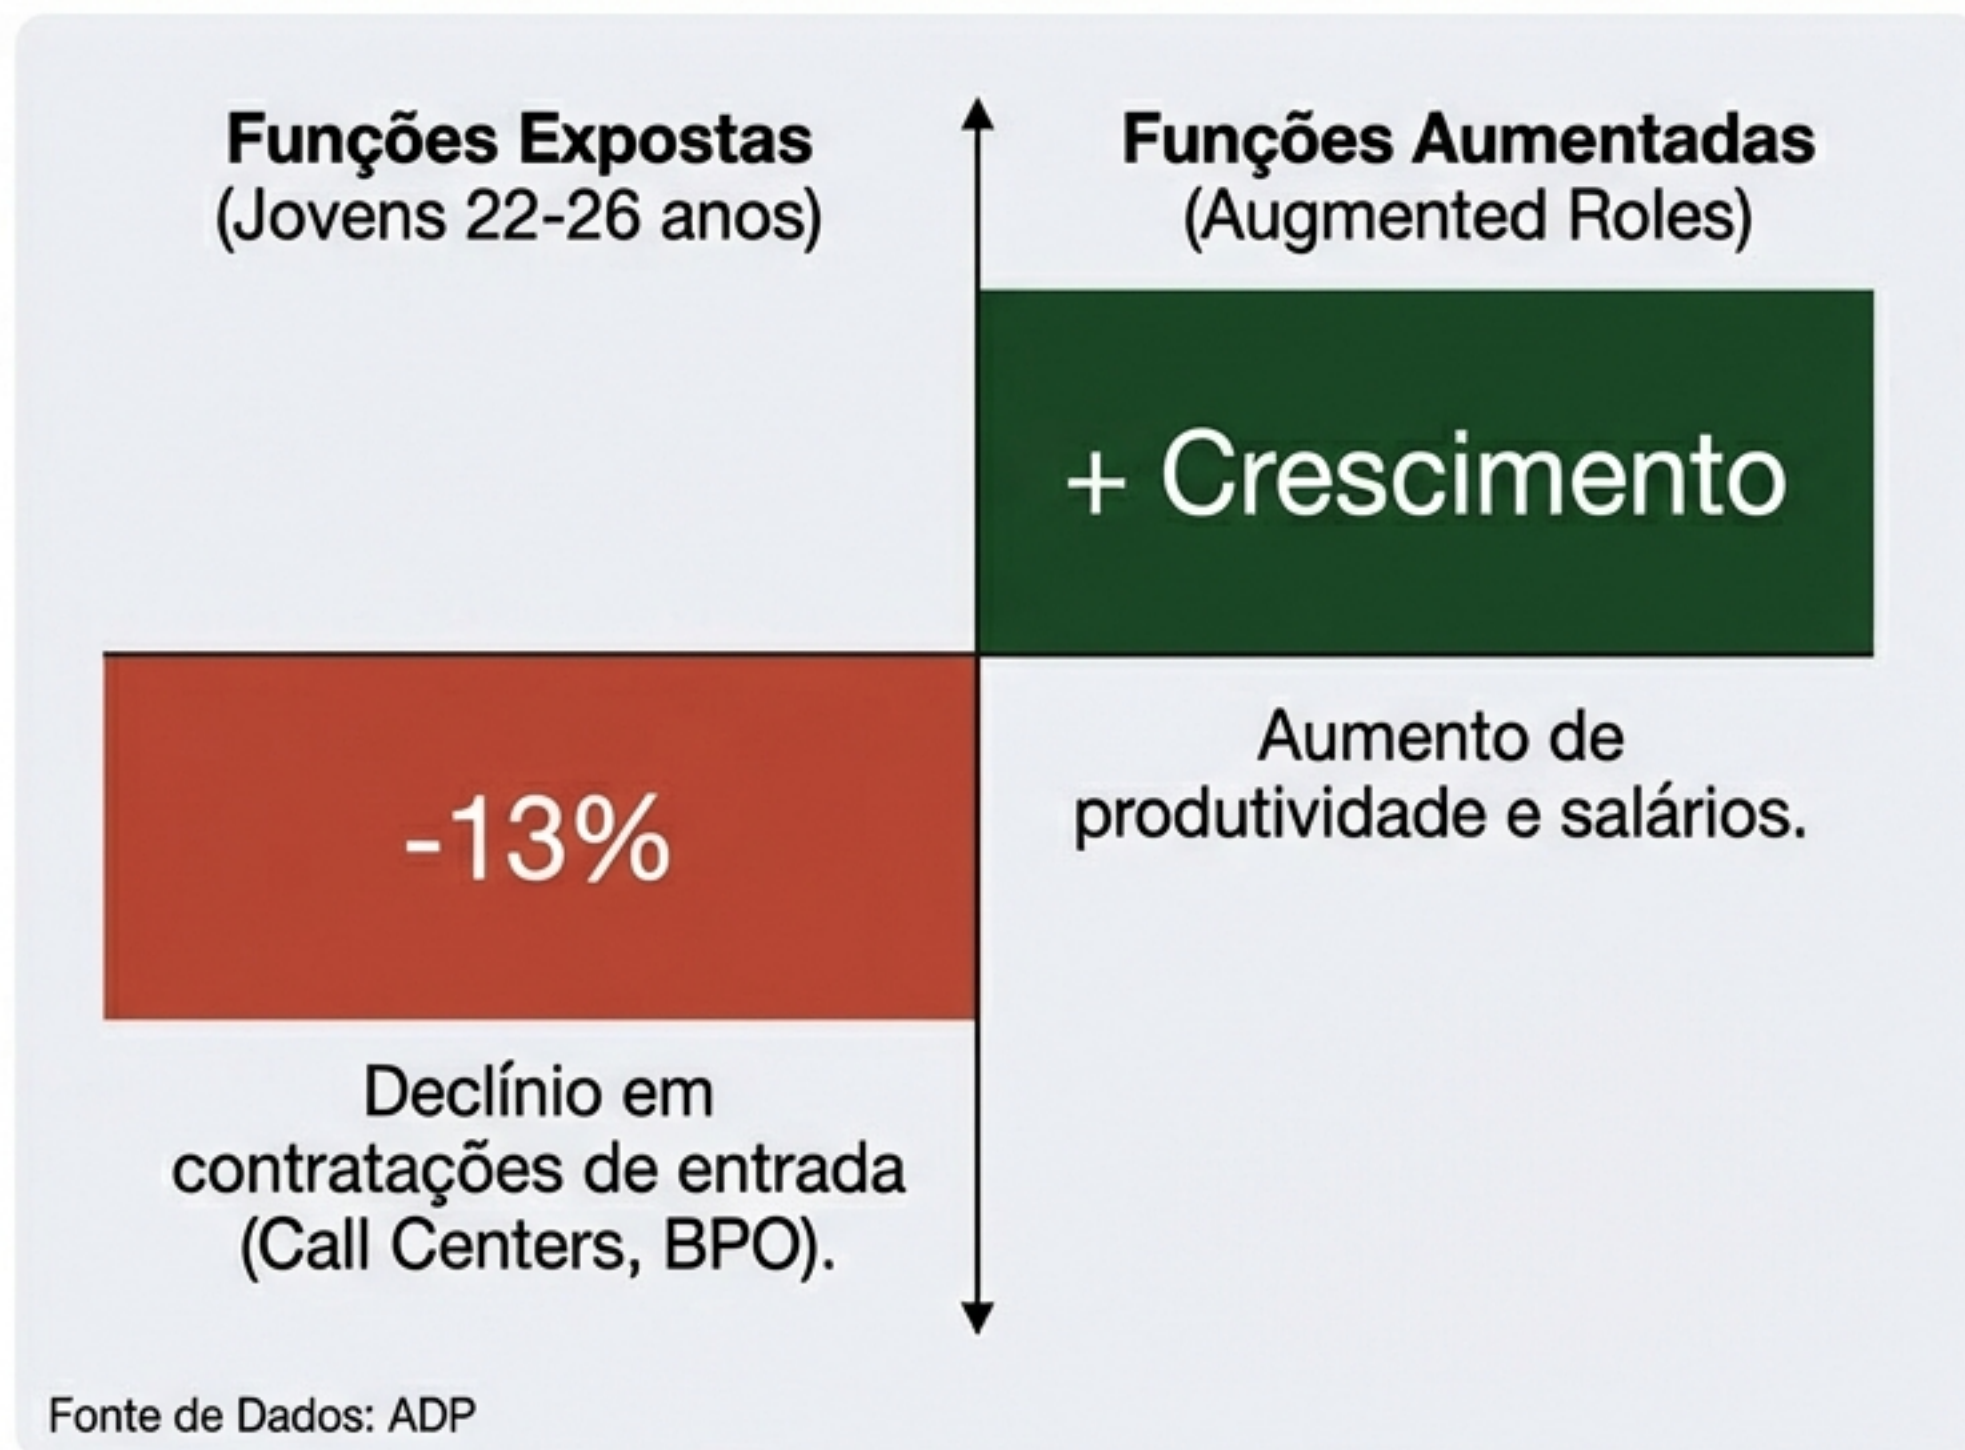 Funções Expostas
(Jovens 22-26 anos)
-13%
Declínio em
contratações de entrada
(Call Centers, BPO).
Funções Aumentadas
(Augmented Roles)
+ Crescimento
Aumento de
produtividade e salários.
Fonte de Dados: ADP